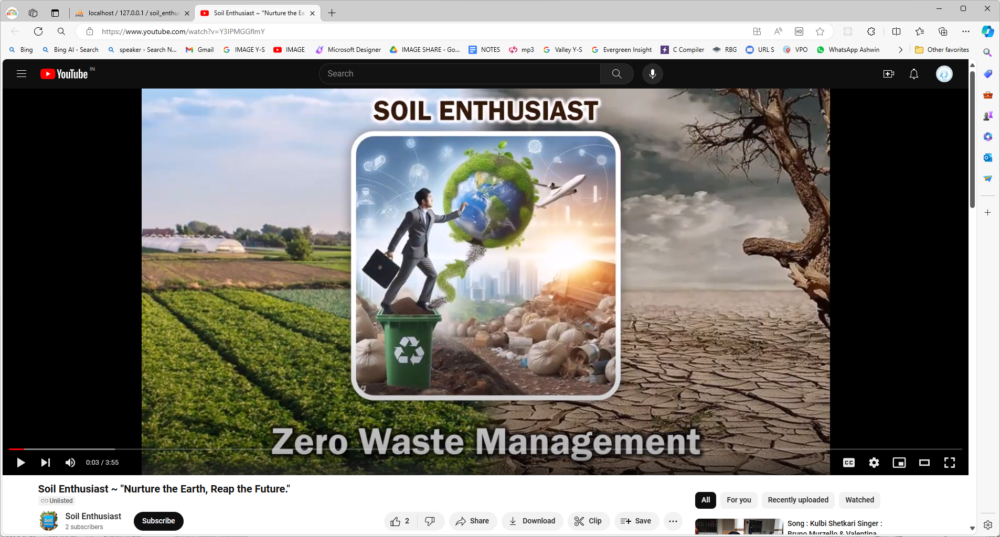 localhost / 127.0.0.1 / soil_enthus
Soil Enthusiast ~ "Nurture the Ea
https://www.youtube.com/watch?v=Y3IPMGGfImY
Bing
Bing AI - Search
speaker - Search N...
Gmail
IMAGE Y-S
IMAGE
Microsoft Designer
IMAGE SHARE - Go...
NOTES
mp3
Valley Y-S
Evergreen Insight
C Compiler
RBG
URL S
VPO
WhatsApp Ashwin
Other favorites
YouTube IN
Search
SOIL ENTHUSIAST
Zero Waste Management
0:03 / 3:55
CC
Soil Enthusiast ~ "Nurture the Earth, Reap the Future."
Unlisted
Soil Enthusiast
2 subscribers
Subscribe
2
Share
Download
Clip
Save
All
For you
Recently uploaded
Watched
Song : Kulbi Shetkari Singer :
Bruno Murzello & Valentina